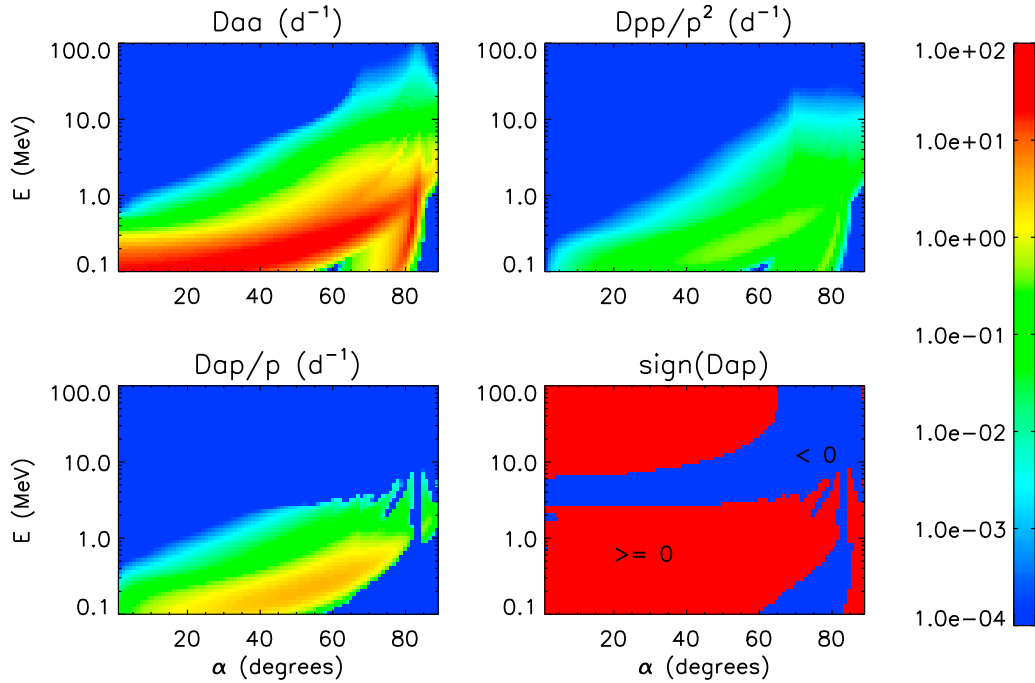 Daa (d⁻¹)
Dpp/p² (d⁻¹)
100.0
10.0
1.0
0.1
E (MeV)
20 40 60 80
100.0
10.0
1.0
0.1
20 40 60 80
1.0e+02
1.0e+01
1.0e+00
1.0e-01
1.0e-02
1.0e-03
1.0e-04
Dap/p (d⁻¹)
sign(Dap)
100.0
10.0
1.0
0.1
E (MeV)
20 40 60 80
α (degrees)
100.0
10.0
1.0
0.1
< 0
>= 0
20 40 60 80
α (degrees)